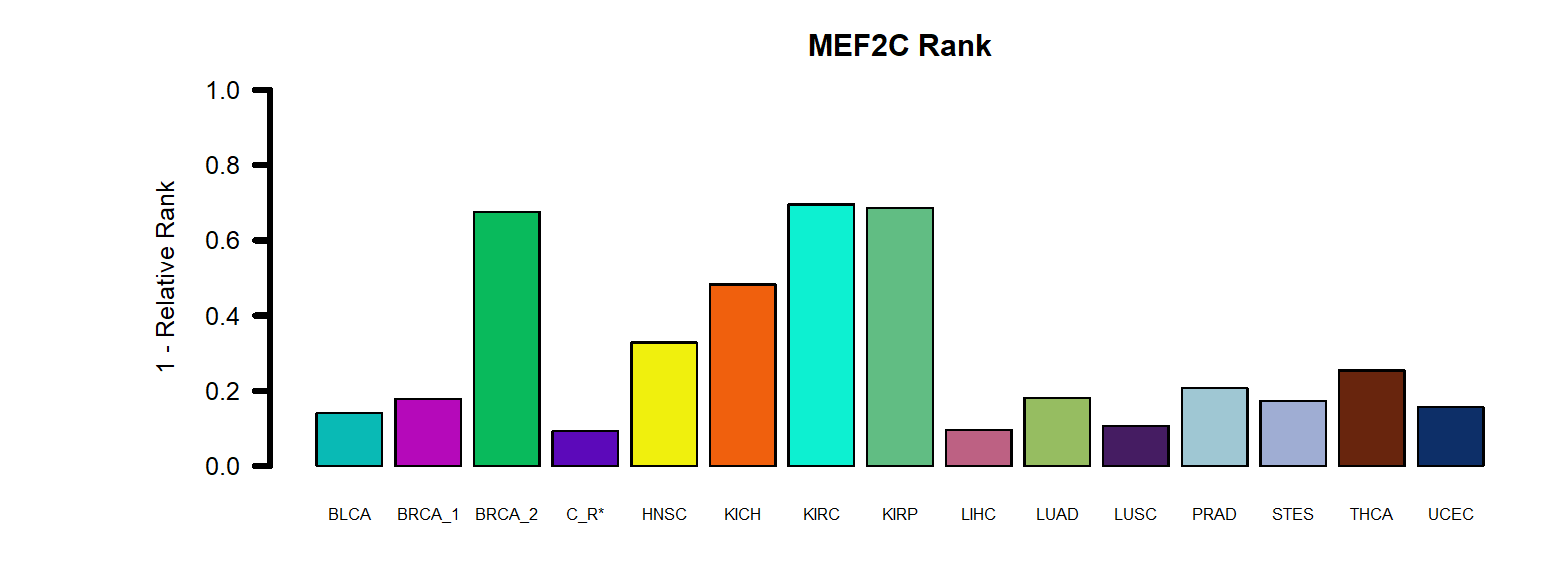 MEF2C Rank
1.0
0.8
0.6
0.4
0.2
0.0
1 - Relative Rank
BLCA BRCA_1 BRCA_2 C_R* HNSC KICH KIRC KIRP LIHC LUAD LUSC PRAD STES THCA UCEC